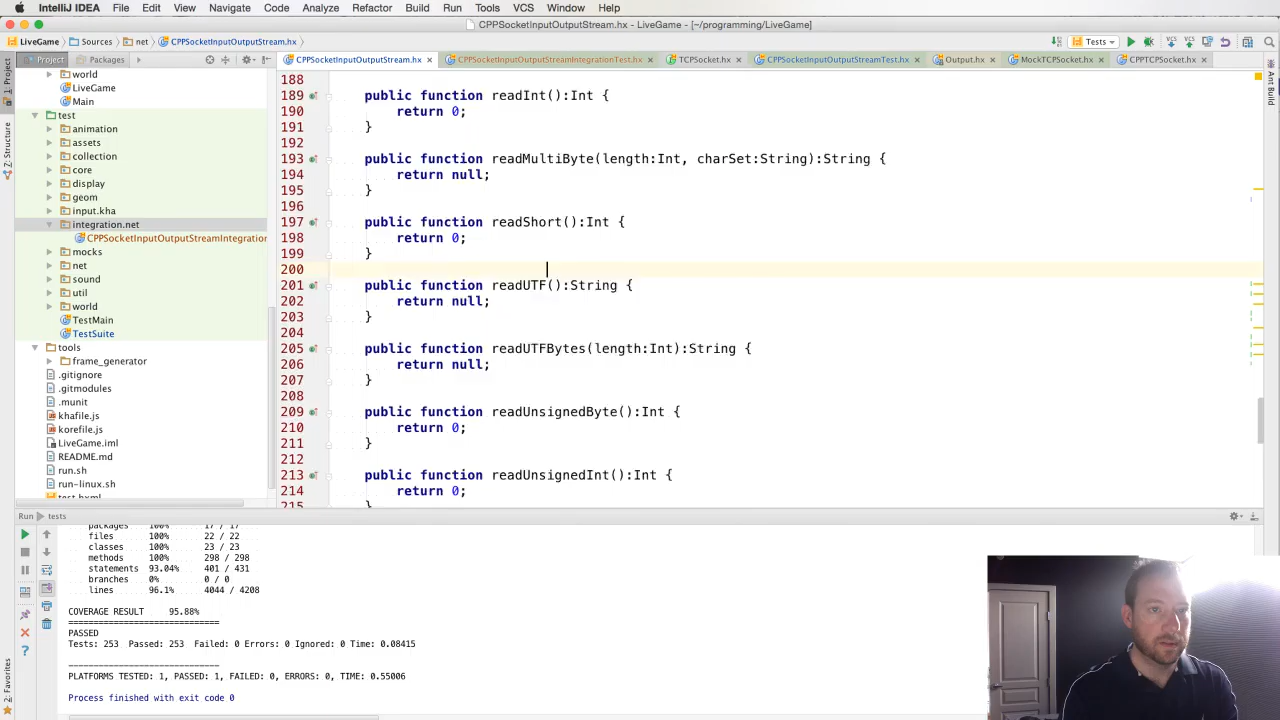 IntelliJ IDEA File Edit View Navigate Code Analyze Refactor Build Run Tools VCS Window Help
CPPSocketInputOutputStream.hx - LiveGame - [~/programming/LiveGame]
LiveGame Sources net CPPSocketInputOutputStream.hx Tests
Project Packages CPPSocketInputOutputStream.hx CPPSocketInputOutputStreamIntegrationTest.hx TCPSocket.hx CPPSocketInputOutputStreamTest.hx Output.hx MockTCPSocket.hx CPPTCPSocket.hx
1: Project
7: Structure
2: Favorites
Ant Build
world
LiveGame
Main
test
animation
assets
collection
core
display
geom
input.kha
integration.net
CPPSocketInputOutputStreamIntegration
mocks
net
sound
util
world
TestMain
TestSuite
tools
frame_generator
.gitignore
.gitmodules
.munit
khafile.js
korefile.js
LiveGame.iml
README.md
run.sh
run-linux.sh
test.hxml
188
189 public function readInt():Int {
190 return 0;
191 }
192
193 public function readMultiByte(length:Int, charSet:String):String {
194 return null;
195 }
196
197 public function readShort():Int {
198 return 0;
199 }
200
201 public function readUTF():String {
202 return null;
203 }
204
205 public function readUTFBytes(length:Int):String {
206 return null;
207 }
208
209 public function readUnsignedByte():Int {
210 return 0;
211 }
212
213 public function readUnsignedInt():Int {
214 return 0;
215 }
Run tests
packages 100% 17 / 17
files 100% 22 / 22
classes 100% 23 / 23
methods 100% 298 / 298
statements 93.04% 401 / 431
branches 0% 0 / 0
lines 96.1% 4044 / 4208
COVERAGE RESULT 95.88%
==============================
PASSED
Tests: 253 Passed: 253 Failed: 0 Errors: 0 Ignored: 0 Time: 0.08415
------------------------------
PLATFORMS TESTED: 1, PASSED: 1, FAILED: 0, ERRORS: 0, TIME: 0.55006
Process finished with exit code 0